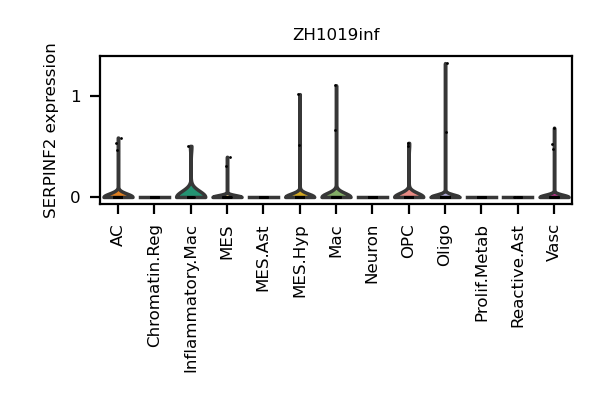 ZH1019inf
SERPINF2 expression
1
0
AC
Chromatin.Reg
Inflammatory.Mac
MES
MES.Ast
MES.Hyp
Mac
Neuron
OPC
Oligo
Prolif.Metab
Reactive.Ast
Vasc